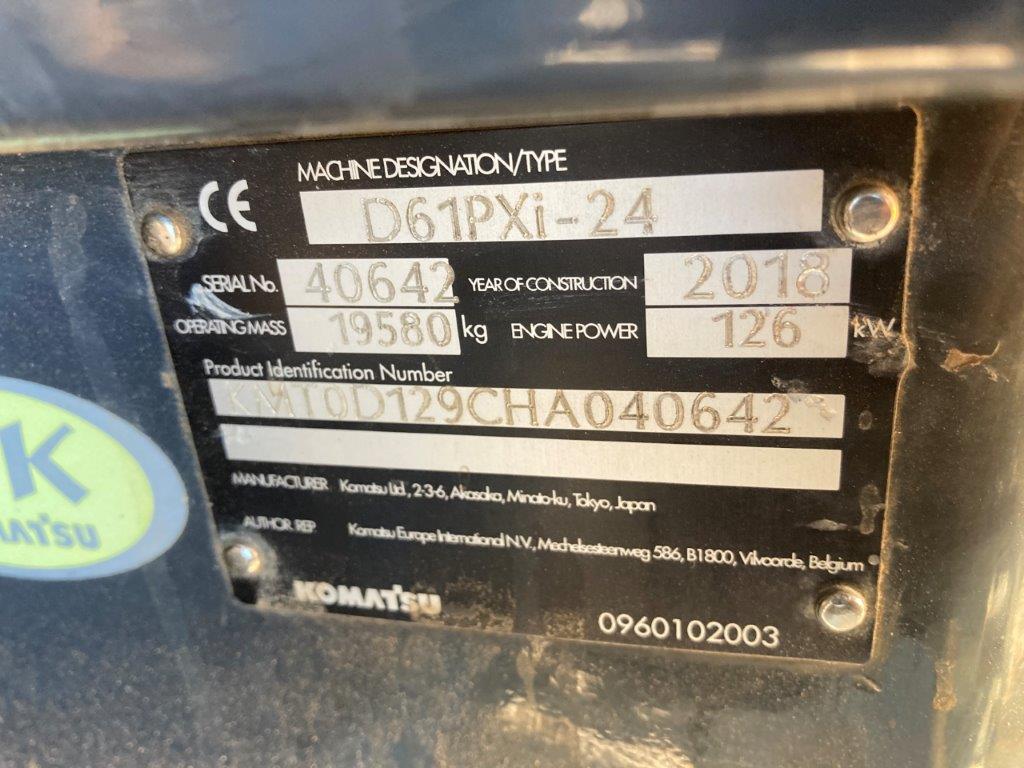 MACHINE DESIGNATION/TYPE
CE
D61PXi-24
SERIAL No. 40642 YEAR OF CONSTRUCTION 2018
OPERATING MASS 19580 kg ENGINE POWER 126 kW
Product Identification Number
KMT0D129CHA040642
MANUFACTURER Komatsu Ltd., 2-3-6, Akasaka, Minato-ku, Tokyo, Japan
AUTHOR. REP. Komatsu Europe International N.V., Mechelsesteenweg 586, B1800, Vilvoorde, Belgium
KOMATSU
0960102003
K
MATSU